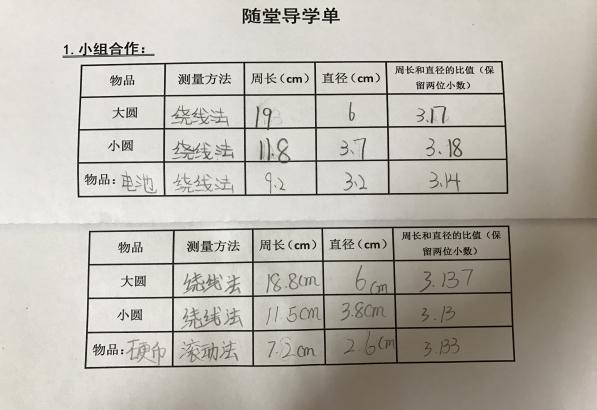 随堂导学单
1.小组合作：
物品 测量方法 周长（cm） 直径（cm） 周长和直径的比值（保留两位小数）
大圆 绕线法 19 6 3.17
小圆 绕线法 11.8 3.7 3.18
物品：电池 绕线法 9.2 3.2 3.14
物品 测量方法 周长（cm） 直径（cm） 周长和直径的比值（保留两位小数）
大圆 绕线法 18.8cm 6cm 3.137
小圆 绕线法 11.5cm 3.8cm 3.13
物品：硬币 滚动法 7.2cm 2.6cm 3.133